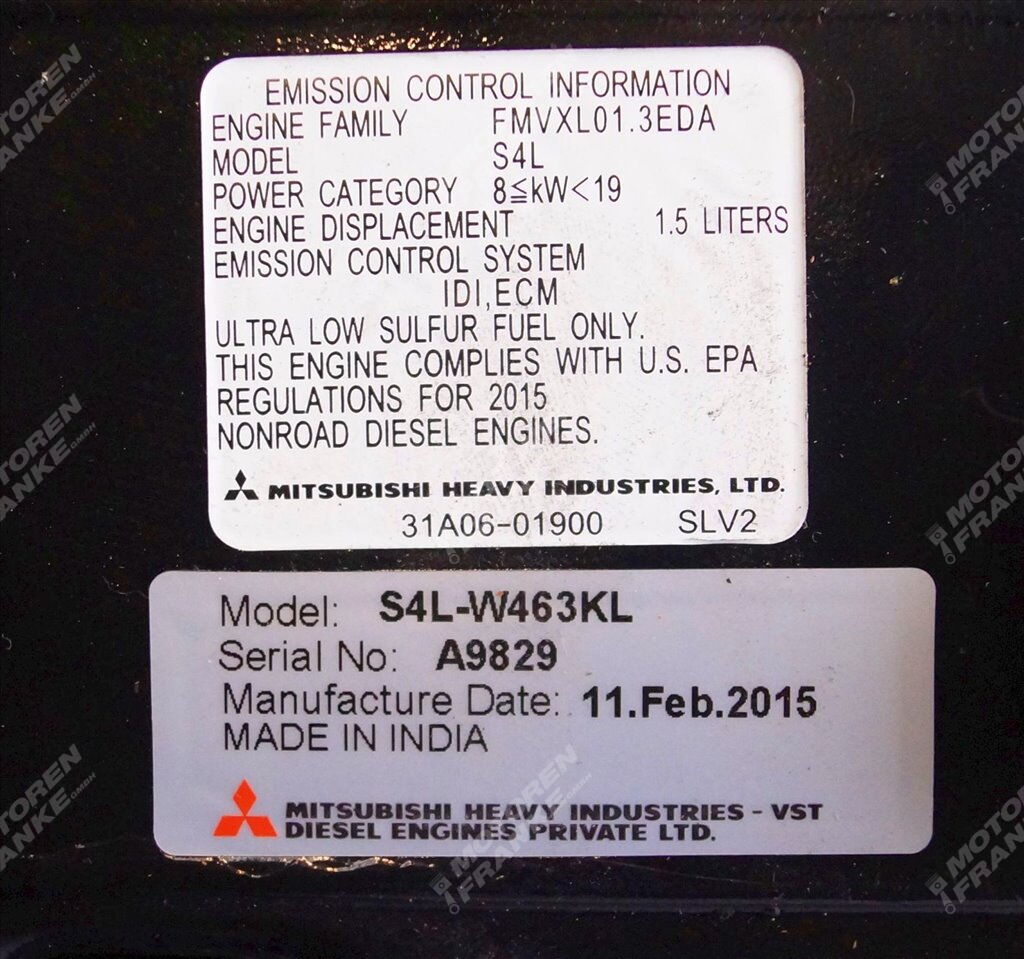 EMISSION CONTROL INFORMATION
ENGINE FAMILY FMVXL01.3EDA
MODEL S4L
POWER CATEGORY 8≦kW<19
ENGINE DISPLACEMENT 1.5 LITERS
EMISSION CONTROL SYSTEM
IDI,ECM
ULTRA LOW SULFUR FUEL ONLY.
THIS ENGINE COMPLIES WITH U.S. EPA
REGULATIONS FOR 2015
NONROAD DIESEL ENGINES.
MITSUBISHI HEAVY INDUSTRIES, LTD.
31A06-01900 SLV2
Model: S4L-W463KL
Serial No: A9829
Manufacture Date: 11.Feb.2015
MADE IN INDIA
MITSUBISHI HEAVY INDUSTRIES - VST
DIESEL ENGINES PRIVATE LTD.
MOTOREN
FRANKE GMBH